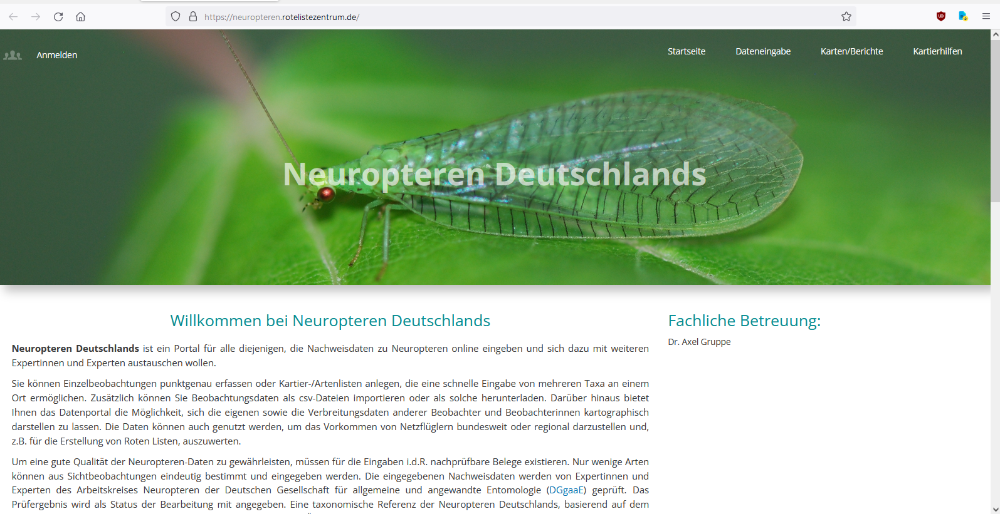 https://neuropteren.rotelistezentrum.de/
Anmelden
Startseite
Dateneingabe
Karten/Berichte
Kartierhilfen
Neuropteren Deutschlands
Willkommen bei Neuropteren Deutschlands
Neuropteren Deutschlands ist ein Portal für alle diejenigen, die Nachweisdaten zu Neuropteren online eingeben und sich dazu mit weiteren
Expertinnen und Experten austauschen wollen.
Sie können Einzelbeobachtungen punktgenau erfassen oder Kartier-/Artenlisten anlegen, die eine schnelle Eingabe von mehreren Taxa an einem
Ort ermöglichen. Zusätzlich können Sie Beobachtungsdaten als csv-Dateien importieren oder als solche herunterladen. Darüber hinaus bietet
Ihnen das Datenportal die Möglichkeit, sich die eigenen sowie die Verbreitungsdaten anderer Beobachter und Beobachterinnen kartographisch
darstellen zu lassen. Die Daten können auch genutzt werden, um das Vorkommen von Netzflüglern bundesweit oder regional darzustellen und,
z.B. für die Erstellung von Roten Listen, auszuwerten.
Um eine gute Qualität der Neuropteren-Daten zu gewährleisten, müssen für die Eingaben i.d.R. nachprüfbare Belege existieren. Nur wenige Arten
können aus Sichtbeobachtungen eindeutig bestimmt und eingegeben werden. Die eingegebenen Nachweisdaten werden von Expertinnen und
Experten des Arbeitskreises Neuropteren der Deutschen Gesellschaft für allgemeine und angewandte Entomologie (DGgaaE) geprüft. Das
Prüfergebnis wird als Status der Bearbeitung mit angegeben. Eine taxonomische Referenz der Neuropteren Deutschlands, basierend auf dem
Fachliche Betreuung:
Dr. Axel Gruppe